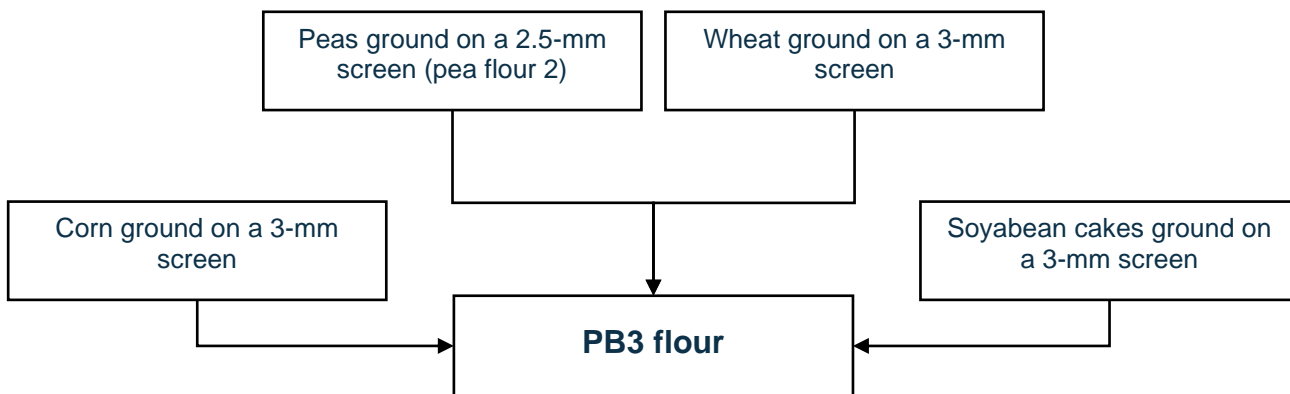 Peas ground on a 2.5-mm
screen (pea flour 2)
Wheat ground on a 3-mm
screen
Corn ground on a 3-mm
screen
Soyabean cakes ground on
a 3-mm screen
PB3 flour